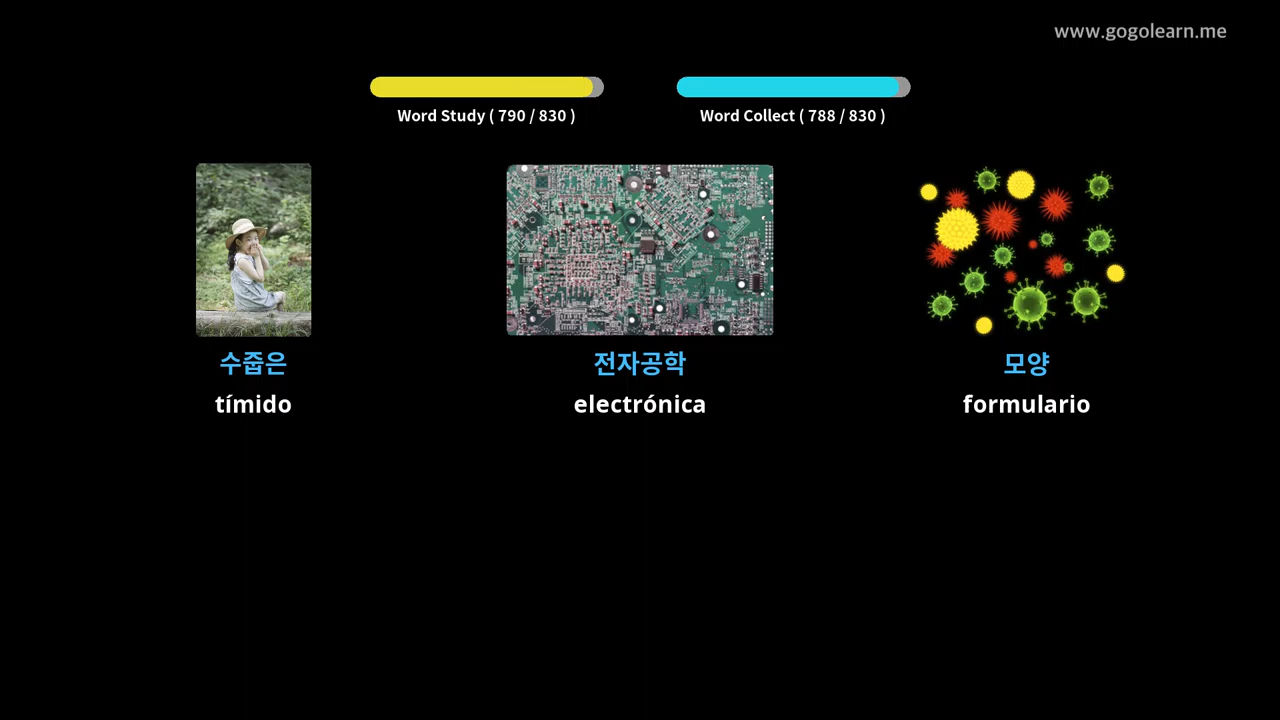 www.gogolearn.me
Word Study ( 790 / 830 )
Word Collect ( 788 / 830 )
수줍은
전자공학
모양
tímido
electrónica
formulario